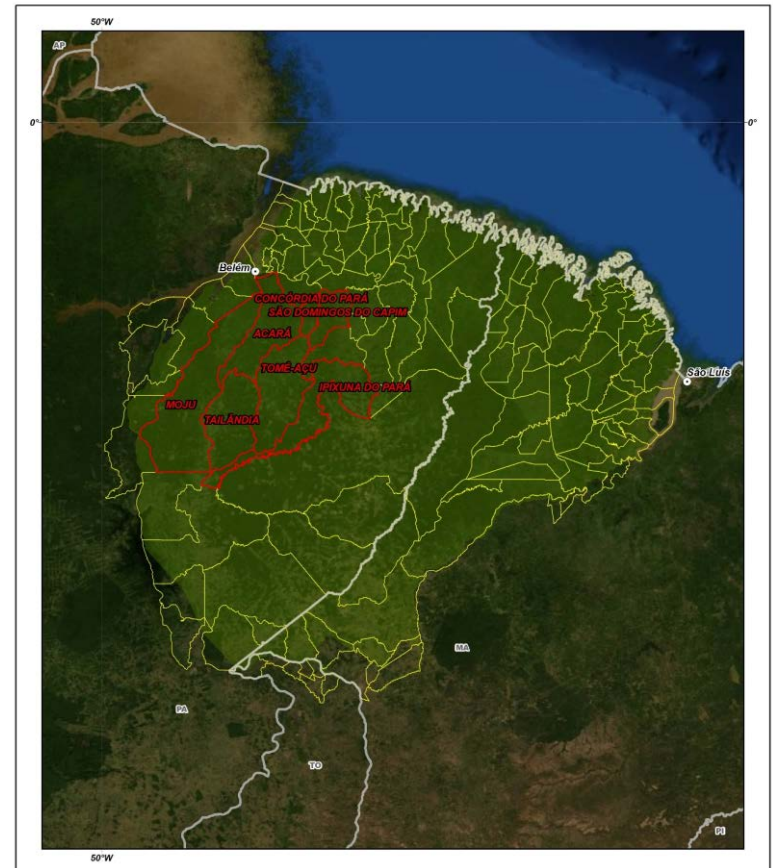 50°W
AP
0°
0°
Belém
CONCÓRDIA DO PARÁ
SÃO DOMINGOS DO CAPIM
ACARÁ
TOMÉ-AÇÚ
São Luís
IPIXUNA DO PARÁ
MOJU
TAILÂNDIA
MA
PA
TO
PI
50°W